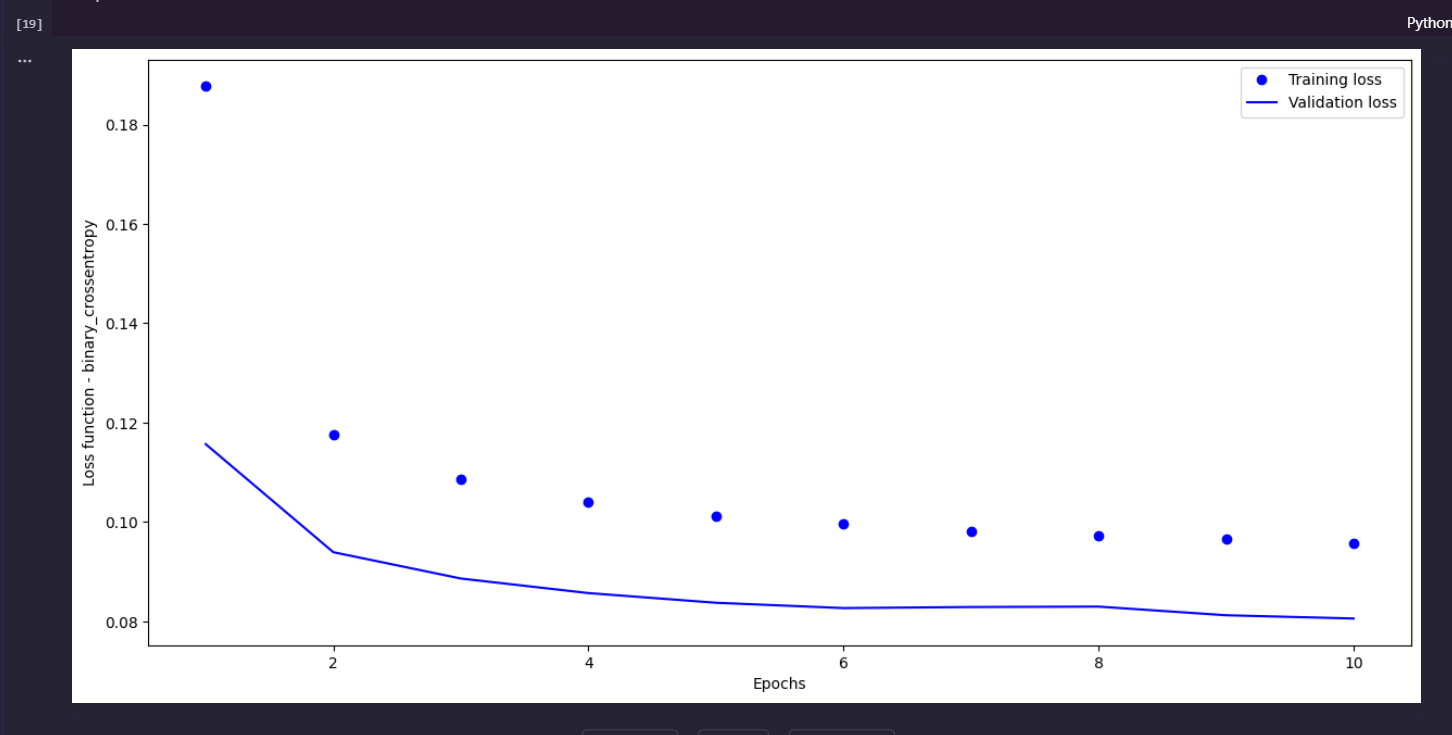 [19]
Python
...
Training loss
Validation loss
0.18
0.16
0.14
0.12
0.10
0.08
Loss function - binary_crossentropy
2 4 6 8 10
Epochs